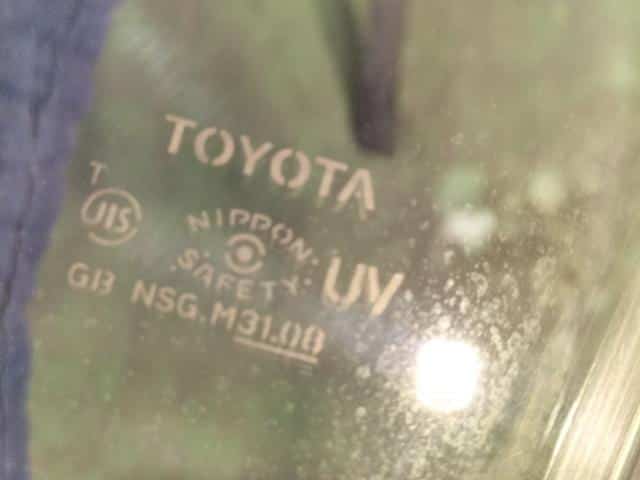 TOYOTA
T
JIS
NIPPON
SAFETY
UV
GB NSG.M31.08